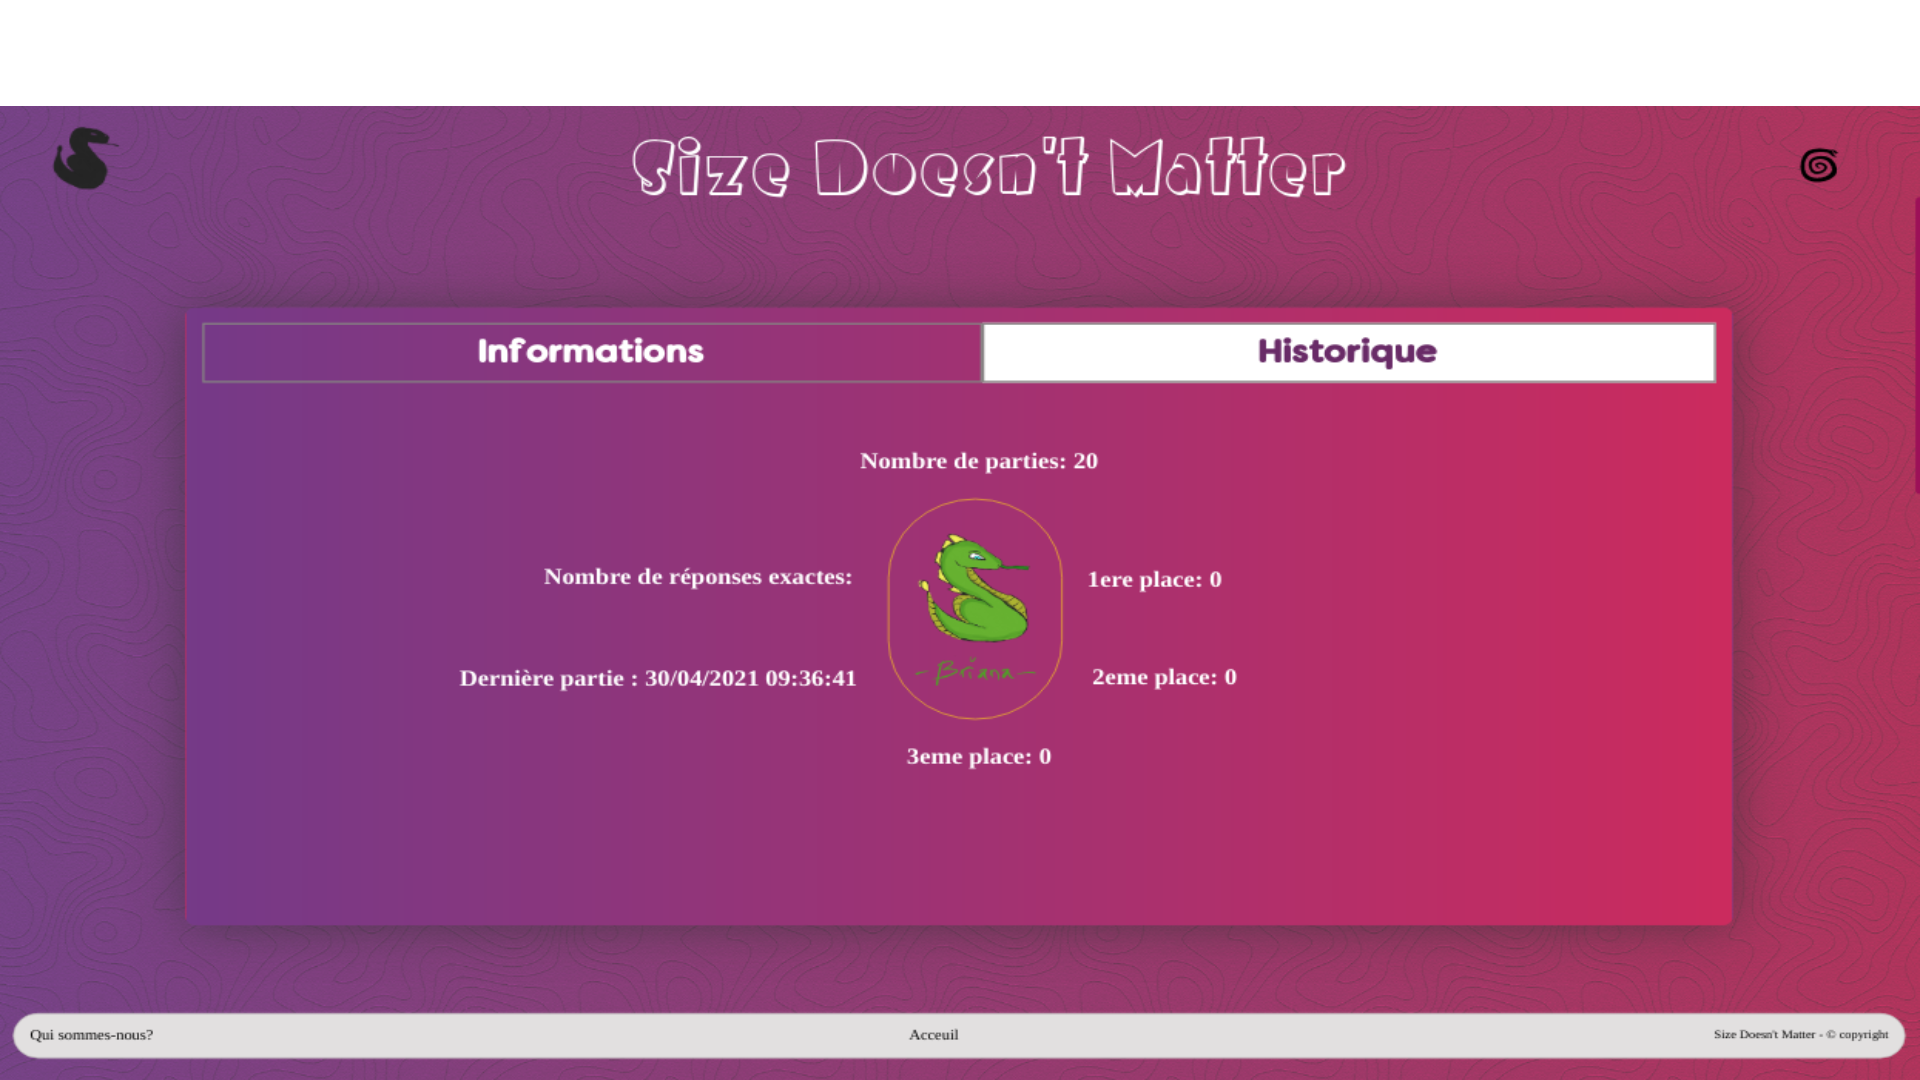 Size Doesn't Matter
Informations
Historique
Nombre de parties: 20
Nombre de réponses exactes:
1ere place: 0
Dernière partie : 30/04/2021 09:36:41
-Briana-
2eme place: 0
3eme place: 0
Qui sommes-nous?
Acceuil
Size Doesn't Matter - © copyright